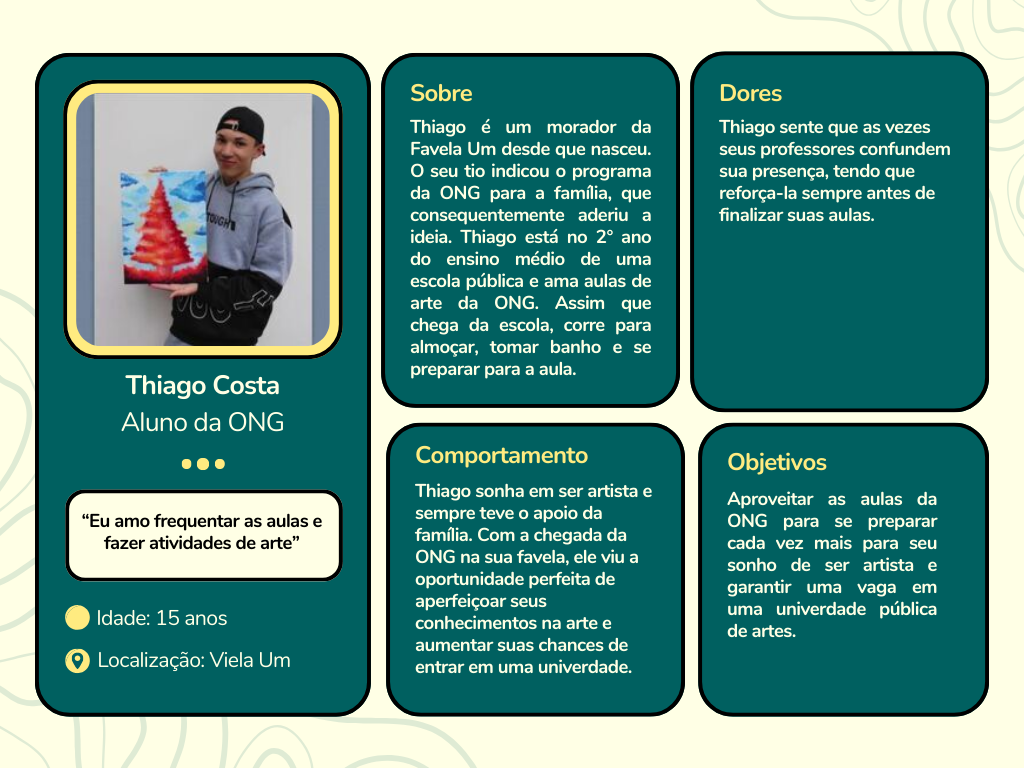 Thiago Costa
Aluno da ONG
“Eu amo frequentar as aulas e
fazer atividades de arte”
Idade: 15 anos
Localização: Viela Um
Sobre
Thiago é um morador da
Favela Um desde que nasceu.
O seu tio indicou o programa
da ONG para a família, que
consequentemente aderiu a
ideia. Thiago está no 2° ano
do ensino médio de uma
escola pública e ama aulas de
arte da ONG. Assim que
chega da escola, corre para
almoçar, tomar banho e se
preparar para a aula.
Dores
Thiago sente que as vezes
seus professores confundem
sua presença, tendo que
reforça-la sempre antes de
finalizar suas aulas.
Comportamento
Thiago sonha em ser artista e
sempre teve o apoio da
família. Com a chegada da
ONG na sua favela, ele viu a
oportunidade perfeita de
aperfeiçoar seus
conhecimentos na arte e
aumentar suas chances de
entrar em uma univerdade.
Objetivos
Aproveitar as aulas da
ONG para se preparar
cada vez mais para seu
sonho de ser artista e
garantir uma vaga em
uma univerdade pública
de artes.